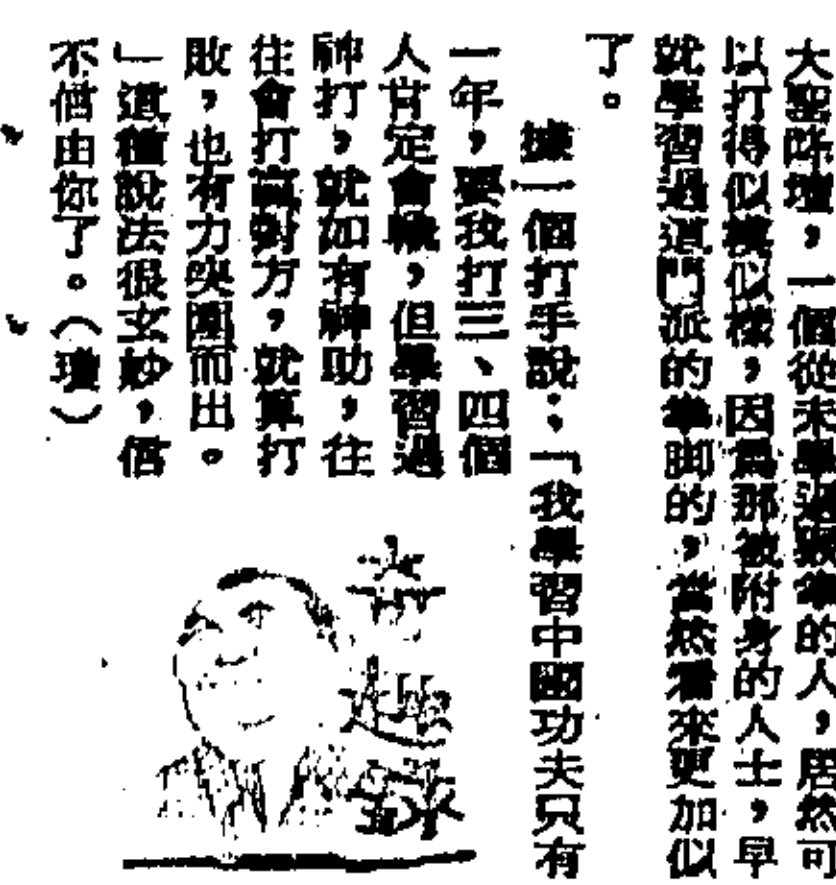 大聖降壇，一個從未學過猴拳的人，居然可
以打得似模似樣，因爲那被附身的人士，早
就學習過這門派的拳脚的，當然看來更加似
了。
據一個打手說：「我學習中國功夫只有
一年，要我打三、四個
人肯定會輸，但學習過
神打，就如有神助，往
往會打贏對方，就算打
敗，也有力突圍而出。
」這種說法很玄妙，信
不信由你了。（瓊）